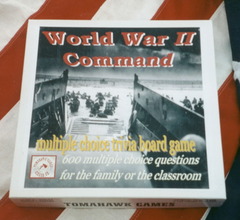 World War II
Command
multiple choice trivia board game
600 multiple choice questions
for the family or the classroom
TOMAHAWK GAMES